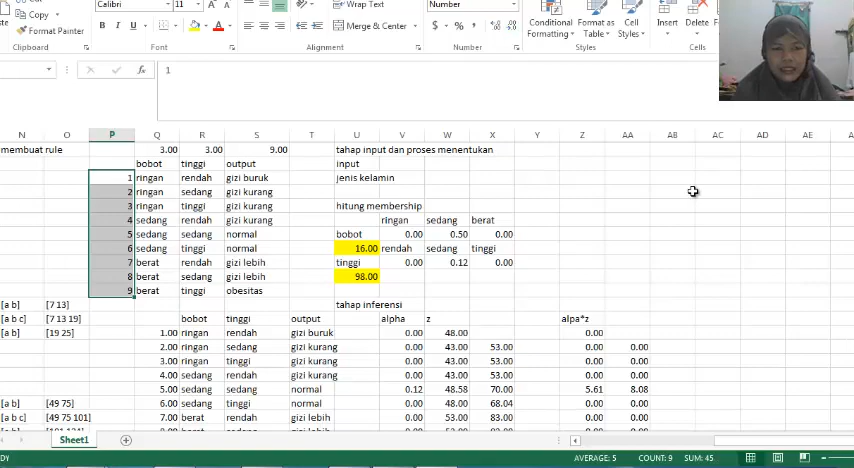 Copy Calibri 11 Wrap Text Number
Format Painter B I U Merge & Center $ % Conditional Formatting Format as Table Cell Styles Insert Delete
Clipboard Font Alignment Number Styles Cells
fx 1
N O P Q R S T U V W X Y Z AA AB AC AD AE
membuat rule 3.00 3.00 9.00 tahap input dan proses menentukan
bobot tinggi output input
1 ringan rendah gizi buruk jenis kelamin
2 ringan sedang gizi kurang
3 ringan tinggi gizi kurang hitung membership
4 sedang rendah gizi kurang ringan sedang berat
5 sedang sedang normal bobot 0.00 0.50 0.00
6 sedang tinggi normal 16.00 rendah sedang tinggi
7 berat rendah gizi lebih tinggi 0.00 0.12 0.00
8 berat sedang gizi lebih 98.00
9 berat tinggi obesitas
[a b] [7 13] tahap inferensi
[a b c] [7 13 19] bobot tinggi output alpha z alpa*z
[a b] [19 25] 1.00 ringan rendah gizi buruk 0.00 48.00 0.00
2.00 ringan sedang gizi kurang 0.00 43.00 53.00 0.00 0.00
3.00 ringan tinggi gizi kurang 0.00 43.00 53.00 0.00 0.00
4.00 sedang rendah gizi kurang 0.00 43.00 53.00 0.00 0.00
5.00 sedang sedang normal 0.12 48.58 70.00 5.61 8.08
[a b] [49 75] 6.00 sedang tinggi normal 0.00 48.00 68.04 0.00 0.00
[a b c] [49 75 101] 7.00 berat rendah gizi lebih 0.00 53.00 83.00 0.00 0.00
Sheet1
DY AVERAGE: 5 COUNT: 9 SUM: 45